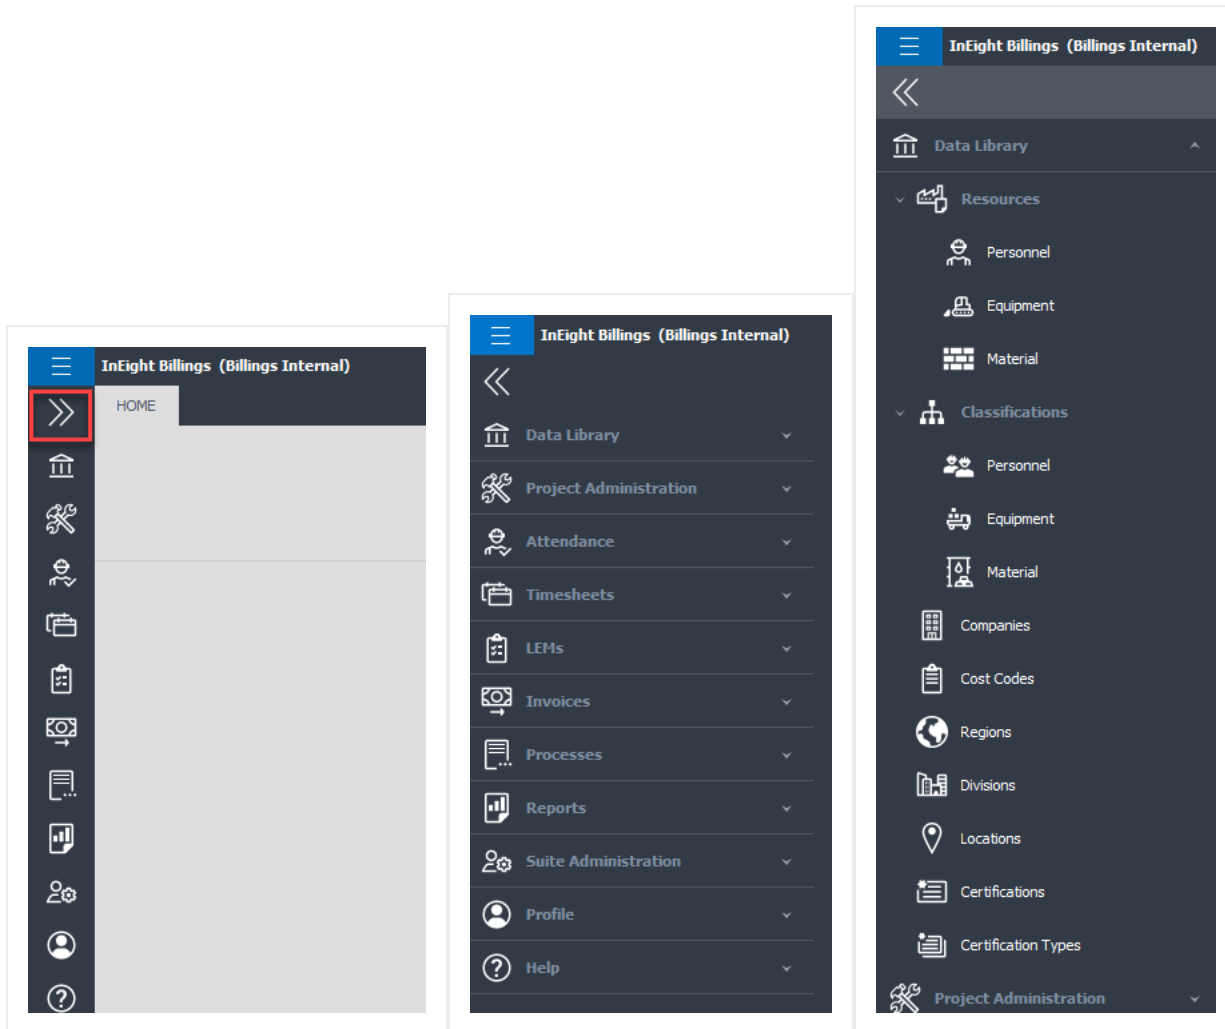 InEight Billings (Billings Internal)
HOME
InEight Billings (Billings Internal)
Data Library
Project Administration
Attendance
Timesheets
LEMs
Invoices
Processes
Reports
Suite Administration
Profile
Help
InEight Billings (Billings Internal)
Data Library
Resources
Personnel
Equipment
Material
Classifications
Personnel
Equipment
Material
Companies
Cost Codes
Regions
Divisions
Locations
Certifications
Certification Types
Project Administration